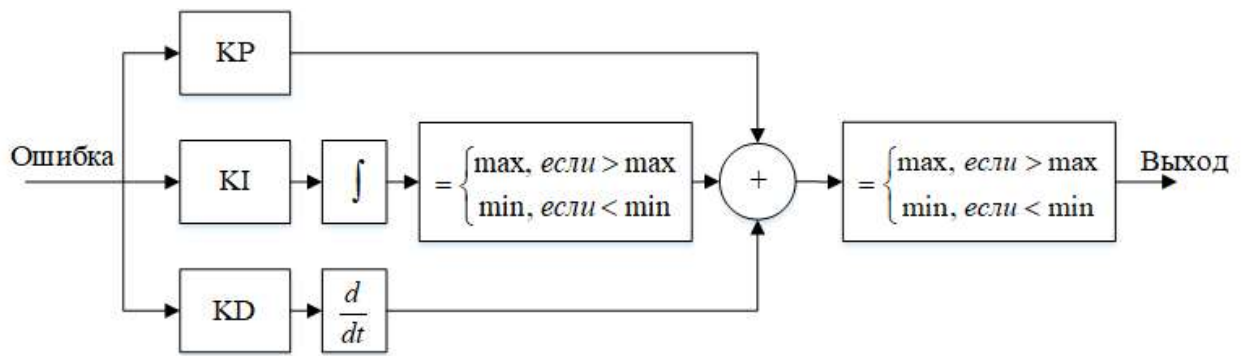 KP
Ошибка
KI
∫
= { max, если > max
min, если < min
+
= { max, если > max
min, если < min
Выход
KD
d
dt